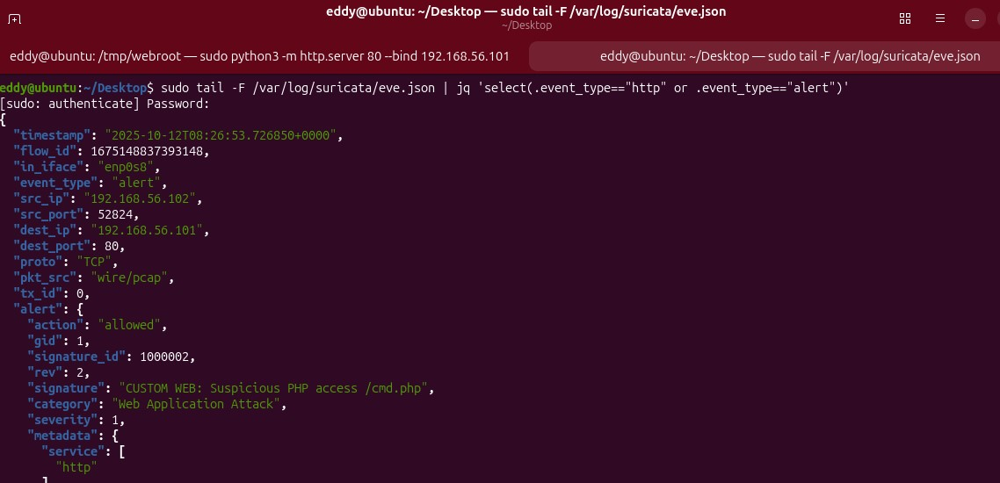 eddy@ubuntu: ~/Desktop — sudo tail -F /var/log/suricata/eve.json
~/Desktop
eddy@ubuntu: /tmp/webroot — sudo python3 -m http.server 80 --bind 192.168.56.101
eddy@ubuntu: ~/Desktop — sudo tail -F /var/log/suricata/eve.json
eddy@ubuntu:~/Desktop$ sudo tail -F /var/log/suricata/eve.json | jq 'select(.event_type=="http" or .event_type=="alert")'
[sudo: authenticate] Password:
{
  "timestamp": "2025-10-12T08:26:53.726850+0000",
  "flow_id": 1675148837393148,
  "in_iface": "enp0s8",
  "event_type": "alert",
  "src_ip": "192.168.56.102",
  "src_port": 52824,
  "dest_ip": "192.168.56.101",
  "dest_port": 80,
  "proto": "TCP",
  "pkt_src": "wire/pcap",
  "tx_id": 0,
  "alert": {
    "action": "allowed",
    "gid": 1,
    "signature_id": 1000002,
    "rev": 2,
    "signature": "CUSTOM WEB: Suspicious PHP access /cmd.php",
    "category": "Web Application Attack",
    "severity": 1,
    "metadata": {
      "service": [
        "http"
      ]